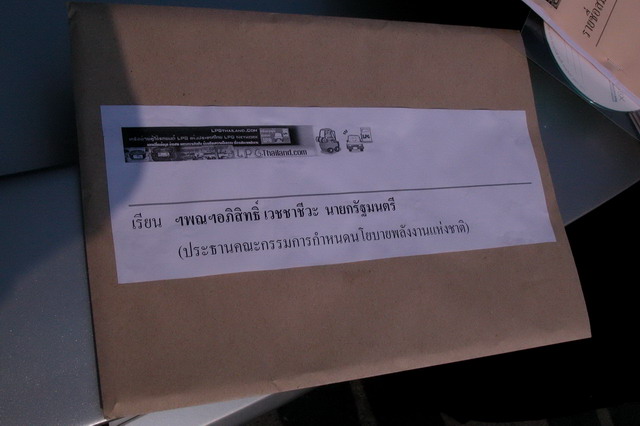 LPGTHAILAND.COM
LPGThailand.com
เรียน ฯพณฯอภิสิทธิ์ เวชชาชีวะ นายกรัฐมนตรี
(ประธานคณะกรรมการกำหนดนโยบายพลังงานแห่งชาติ)